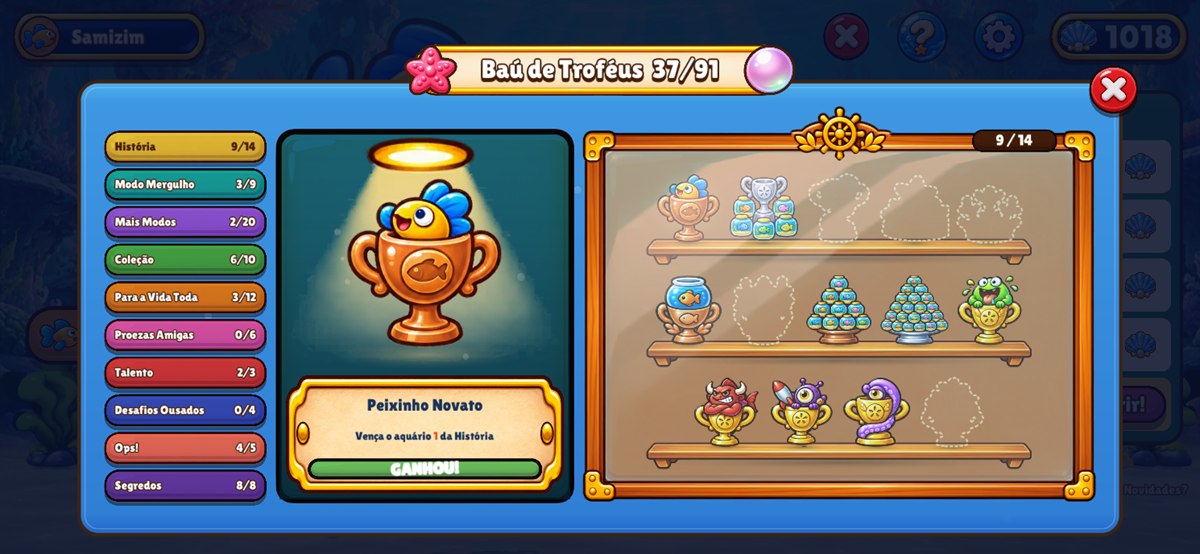 Samizim
1018
Baú de Troféus 37/91
História 9/14
Modo Mergulho 3/9
Mais Modos 2/20
Coleção 6/10
Para a Vida Toda 3/12
Proezas Amigas 0/6
Talento 2/3
Desafios Ousados 0/4
Ops! 4/5
Segredos 8/8
Peixinho Novato
Vença o aquário 1 da História
GANHOU!
9/14
rir!
Novidades?